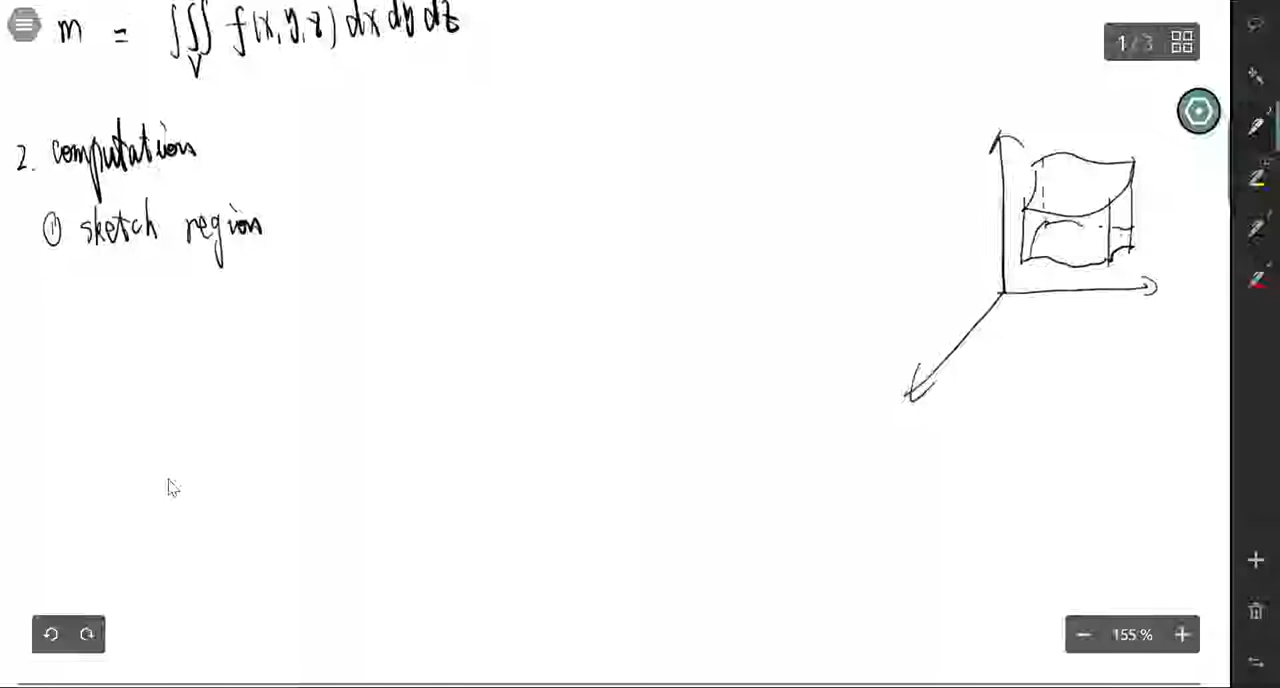 m = ∭_V f(x, y, z) dx dy dz
1 / 3
2. computation
① sketch region
155 %